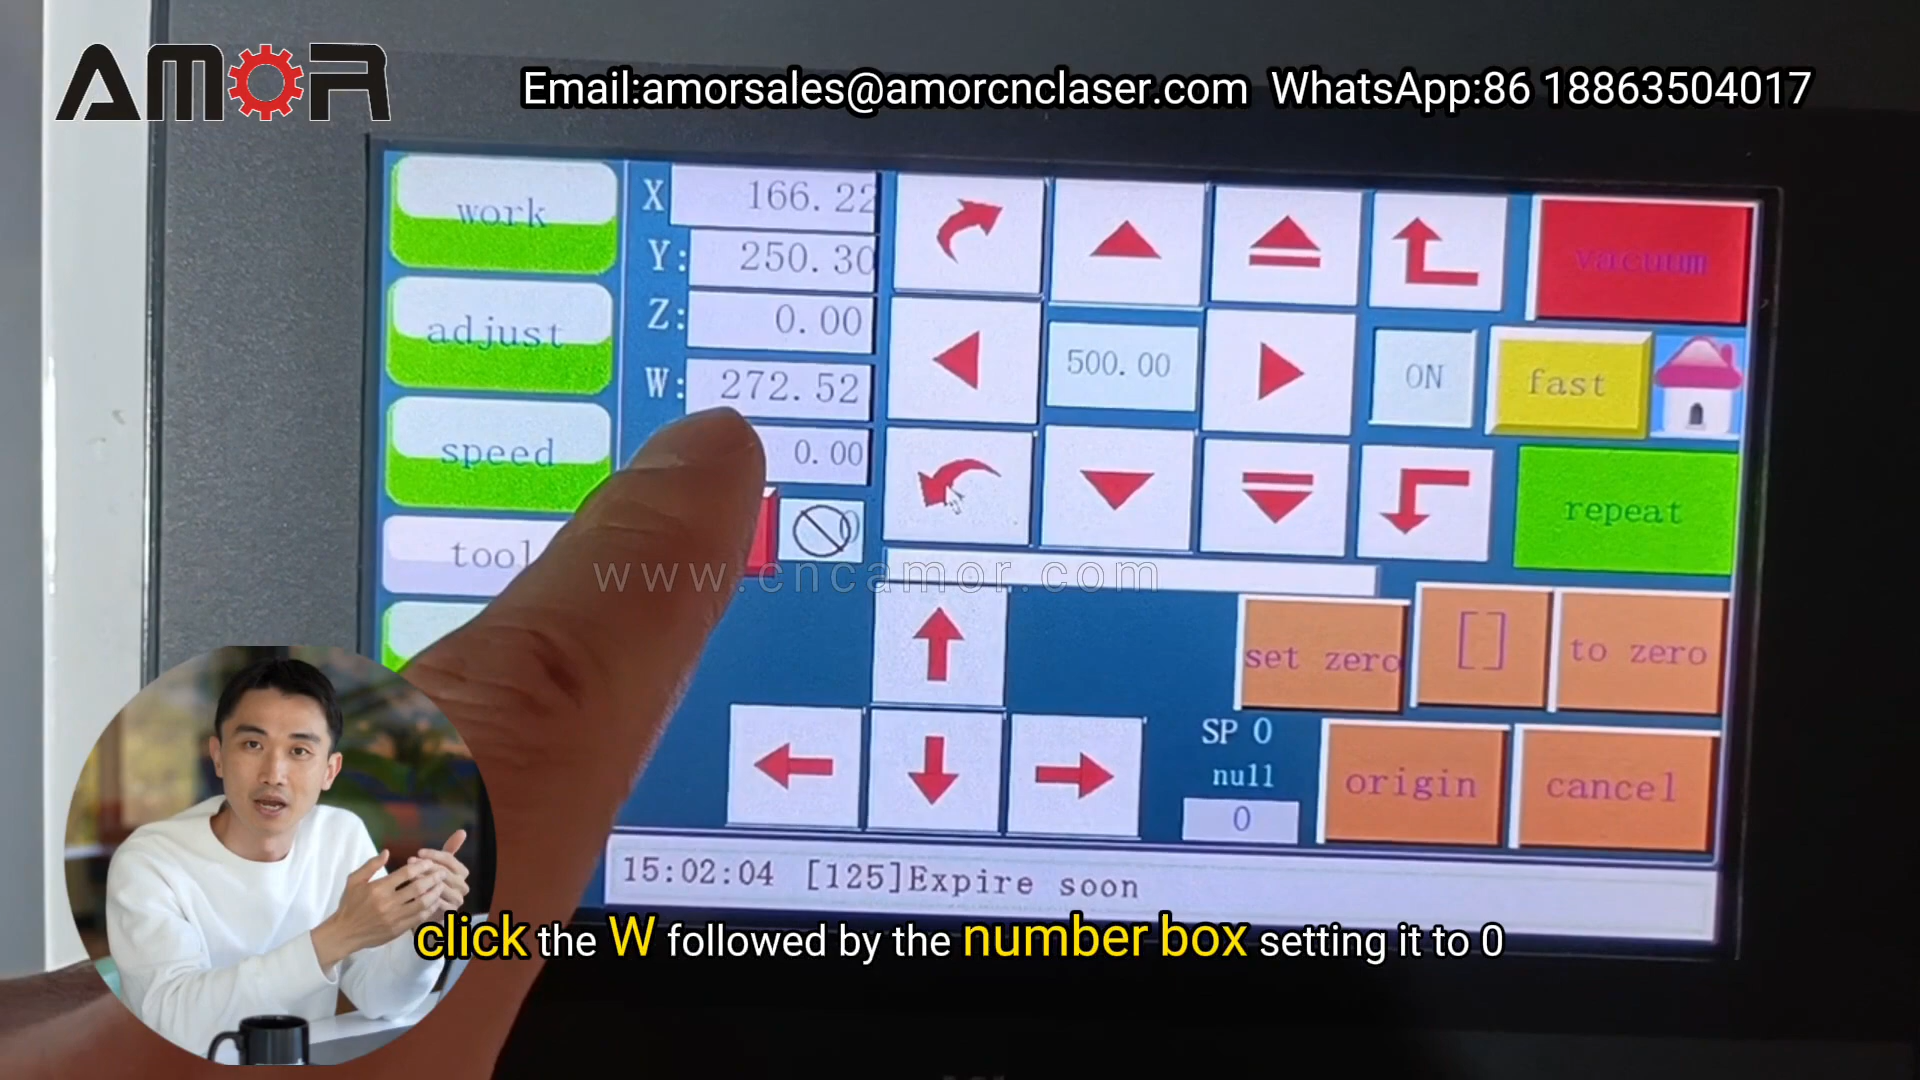 AMOR
Email:amorsales@amorcnclaser.com WhatsApp:86 18863504017
work
X 166.22
vacuum
Y: 250.30
adjust
Z: 0.00
500.00
ON
fast
W: 272.52
speed
0.00
repeat
tool
www.cncamor.com
set zero
[]
to zero
SP 0
null
0
origin
cancel
15:02:04 [125]Expire soon
click the W followed by the number box setting it to 0